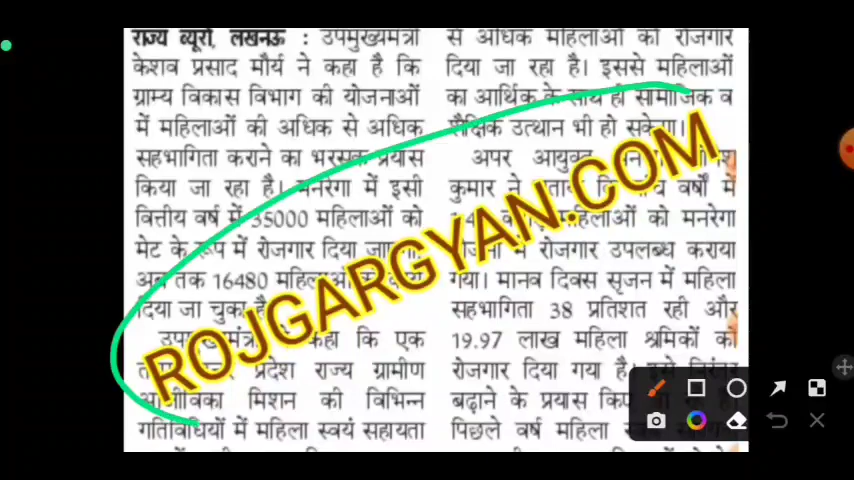 राज्य ब्यूरो, लखनऊ : उपमुख्यमंत्री
केशव प्रसाद मौर्य ने कहा है कि
ग्राम्य विकास विभाग की योजनाओं
में महिलाओं की अधिक से अधिक
सहभागिता कराने का भरसक प्रयास
किया जा रहा है। मनरेगा में इसी
वित्तीय वर्ष में 35000 महिलाओं को
मेट के रूप में रोजगार दिया
अब तक 16480
दिया जा चुका है
कहा कि एक
प्रदेश राज्य ग्रामीण
आजीविका मिशन की विभिन्न
गतिविधियों में महिला स्वयं सहायता
से अधिक महिलाओं को रोजगार
दिया जा रहा है। इससे महिलाओं
का आर्थिक के साथ ही सामाजिक व
शैक्षिक उत्थान भी हो सकेगा।
अपर आयुक्त
कुमार ने वर्षों में
महिलाओं को मनरेगा
में रोजगार उपलब्ध कराया
गया। मानव दिवस सृजन में महिला
सहभागिता 38 प्रतिशत रही और
19.97 लाख महिला श्रमिकों को
रोजगार दिया गया है।
बढ़ाने के प्रयास
पिछले वर्ष महिला
ROJGARGYAN.COM